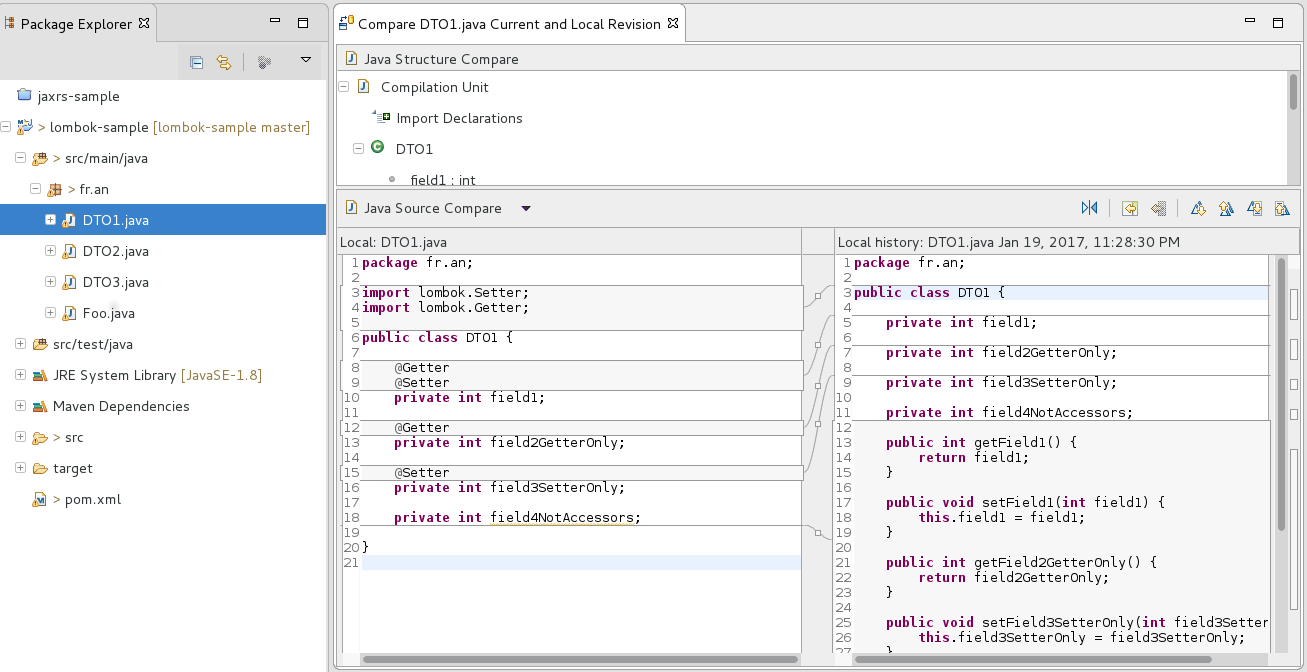 Package Explorer
jaxrs-sample
> lombok-sample [lombok-sample master]
> src/main/java
> fr.an
DTO1.java
DTO2.java
DTO3.java
Foo.java
src/test/java
JRE System Library [JavaSE-1.8]
Maven Dependencies
> src
target
> pom.xml
Compare DTO1.java Current and Local Revision
Java Structure Compare
Compilation Unit
Import Declarations
DTO1
field1 : int
Java Source Compare
Local: DTO1.java
1 package fr.an;
2
3 import lombok.Setter;
4 import lombok.Getter;
5
6 public class DTO1 {
7
8 @Getter
9 @Setter
10 private int field1;
11
12 @Getter
13 private int field2GetterOnly;
14
15 @Setter
16 private int field3SetterOnly;
17
18 private int field4NotAccessors;
19
20 }
21
Local history: DTO1.java Jan 19, 2017, 11:28:30 PM
1 package fr.an;
2
3 public class DTO1 {
4
5 private int field1;
6
7 private int field2GetterOnly;
8
9 private int field3SetterOnly;
10
11 private int field4NotAccessors;
12
13 public int getField1() {
14 return field1;
15 }
16
17 public void setField1(int field1) {
18 this.field1 = field1;
19 }
20
21 public int getField2GetterOnly() {
22 return field2GetterOnly;
23 }
24
25 public void setField3SetterOnly(int field3Setter
26 this.field3SetterOnly = field3SetterOnly;
27 }